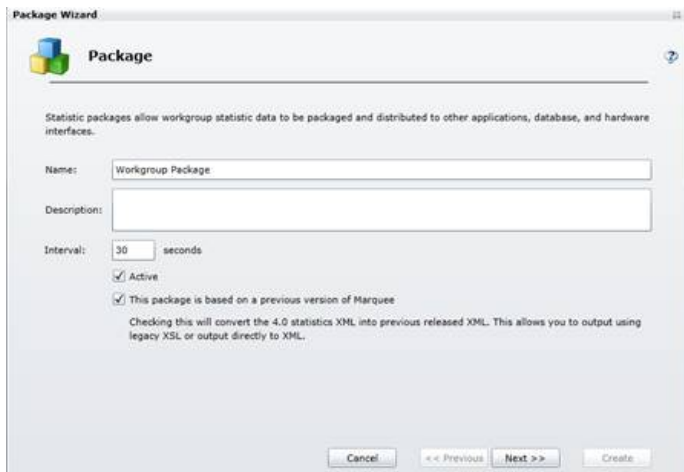 Package Wizard
Package
Statistic packages allow workgroup statistic data to be packaged and distributed to other applications, database, and hardware
interfaces.
Name: Workgroup Package
Description:
Interval: 30 seconds
Active
This package is based on a previous version of Marquee
Checking this will convert the 4.0 statistics XML into previous released XML. This allows you to output using
legacy XSL or output directly to XML.
Cancel << Previous Next >> Create